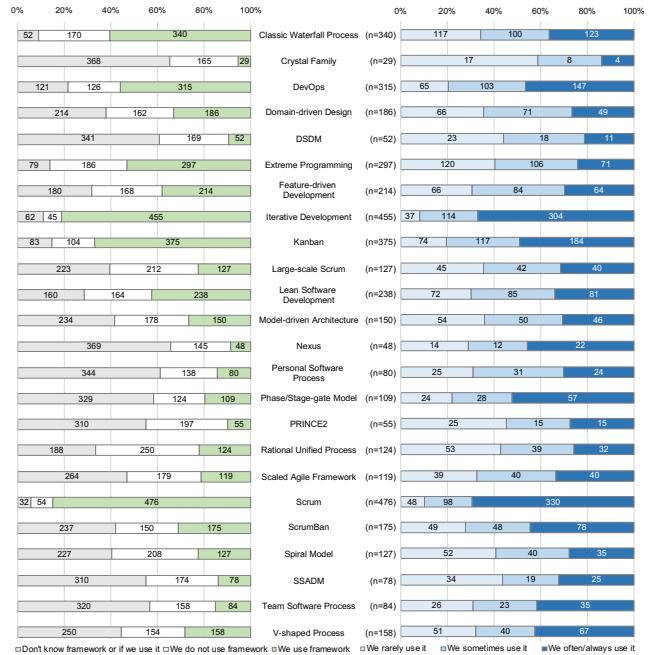 0% 20% 40% 60% 80% 100% 0% 20% 40% 60% 80% 100%
52 170 340 Classic Waterfall Process (n=340) 117 100 123
368 165 29 Crystal Family (n=29) 17 8 4
121 126 315 DevOps (n=315) 65 103 147
214 162 186 Domain-driven Design (n=186) 66 71 49
341 169 52 DSDM (n=52) 23 18 11
79 186 297 Extreme Programming (n=297) 120 106 71
180 168 214 Feature-driven Development (n=214) 66 84 64
62 45 455 Iterative Development (n=455) 37 114 304
83 104 375 Kanban (n=375) 74 117 184
223 212 127 Large-scale Scrum (n=127) 45 42 40
160 164 238 Lean Software Development (n=238) 72 85 81
234 178 150 Model-driven Architecture (n=150) 54 50 46
369 145 48 Nexus (n=48) 14 12 22
344 138 80 Personal Software Process (n=80) 25 31 24
329 124 109 Phase/Stage-gate Model (n=109) 24 28 57
310 197 55 PRINCE2 (n=55) 25 15 15
188 250 124 Rational Unified Process (n=124) 53 39 32
264 179 119 Scaled Agile Framework (n=119) 39 40 40
32 54 476 Scrum (n=476) 48 98 330
237 150 175 ScrumBan (n=175) 49 48 78
227 208 127 Spiral Model (n=127) 52 40 35
310 174 78 SSADM (n=78) 34 19 25
320 158 84 Team Software Process (n=84) 26 23 35
250 154 158 V-shaped Process (n=158) 51 40 67
Don't know framework or if we use it We do not use framework We use framework We rarely use it We sometimes use it We often/always use it